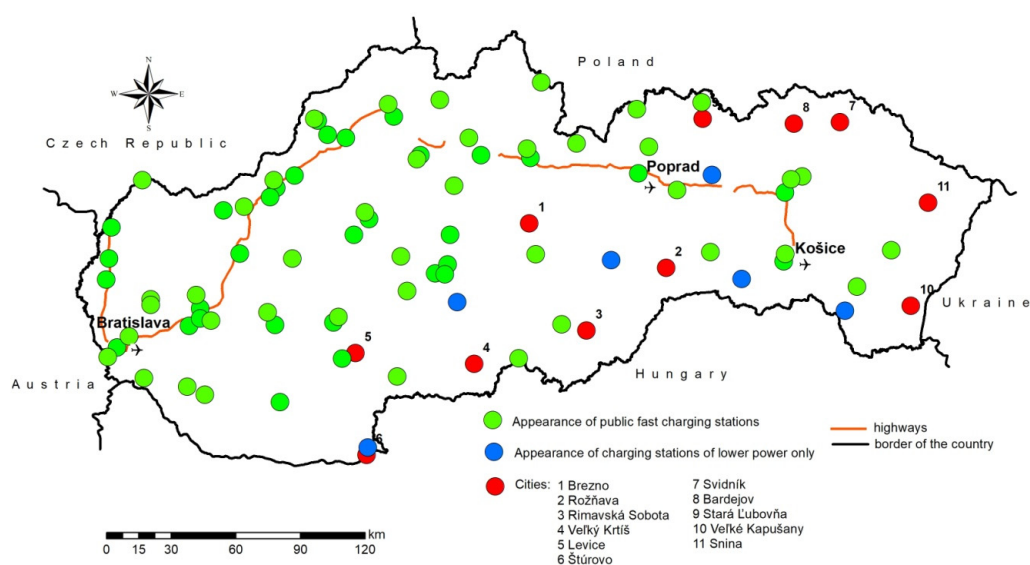 N
W
E
S
Poland
Czech Republic
9
8
7
Poprad
11
1
Košice
2
10
Ukraine
Bratislava
3
5
4
Austria
Hungary
6
Appearance of public fast charging stations
highways
border of the country
Appearance of charging stations of lower power only
Cities:
1 Brezno
2 Rožňava
3 Rimavská Sobota
4 Veľký Krtíš
5 Levice
6 Štúrovo
7 Svidník
8 Bardejov
9 Stará Ľubovňa
10 Veľké Kapušany
11 Snina
km
0 15 30 60 90 120